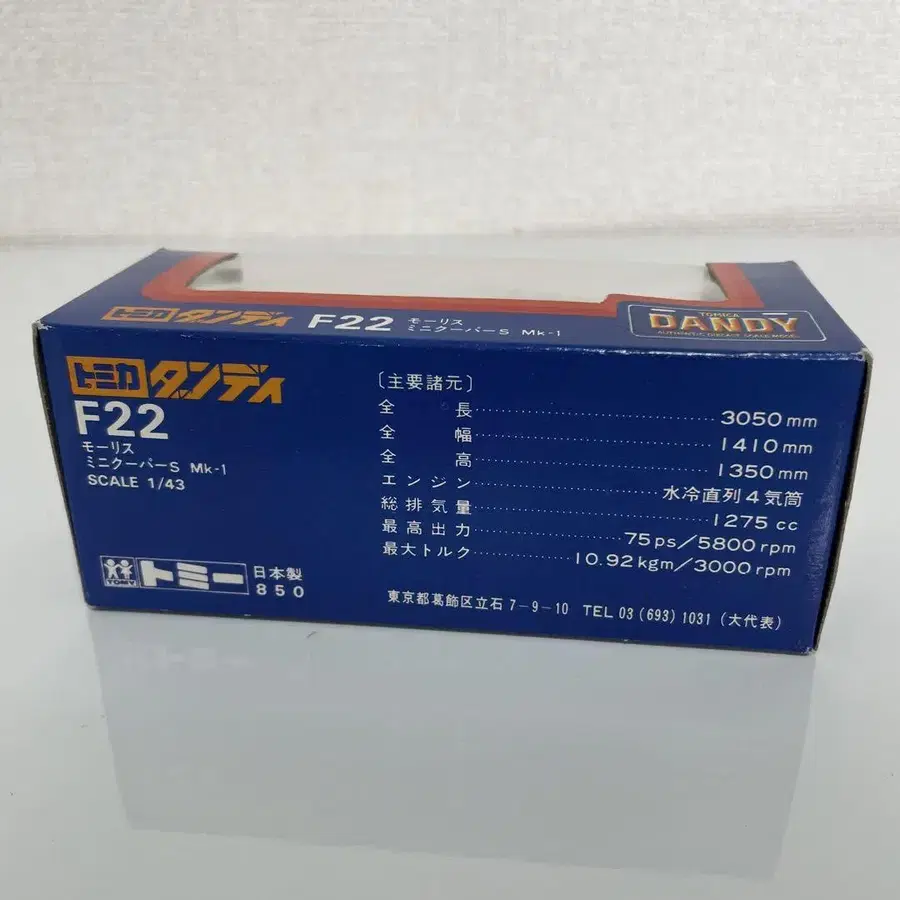 トミカ ダンディ F22 モーリス
ミニクーパーS Mk-1
TOMICA
DANDY
AUTHENTIC DIECAST SCALE MODEL
トミカ ダンディ
F22
モーリス
ミニクーパーS Mk-1
SCALE 1/43
TOMY
トミー
日本製
850
〔主要諸元〕
全長 3050mm
全幅 1410mm
全高 1350mm
エンジン 水冷直列4気筒
総排気量 1275cc
最高出力 75ps/5800rpm
最大トルク 10.92kgm/3000rpm
東京都葛飾区立石7-9-10 TEL 03 (693) 1031 (大代表)